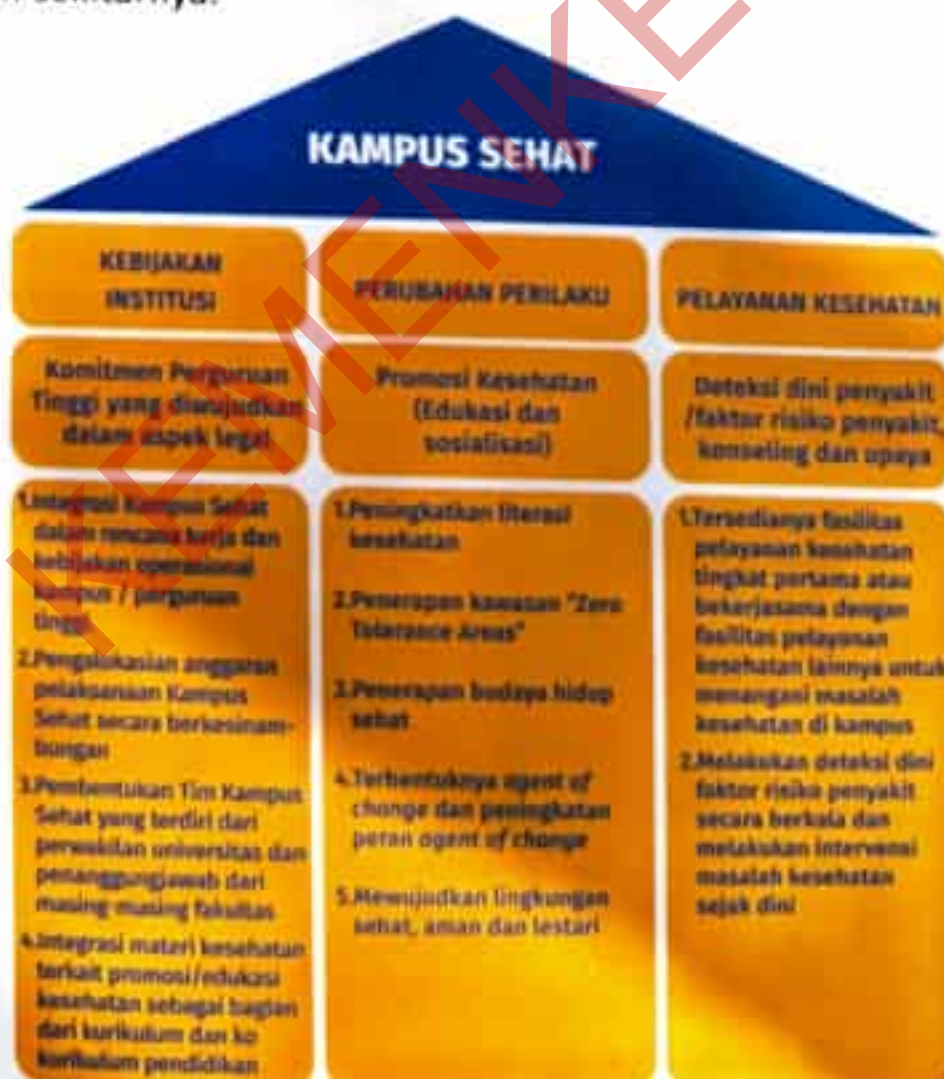 sekitarnya.
KAMPUS SEHAT
KEBIJAKAN
INSTITUSI
Komitmen Perguruan
Tinggi yang diwujudkan
dalam aspek legal
1.Integrasi Kampus Sehat
dalam rencana kerja dan
kebijakan operasional
kampus / perguruan
tinggi
2.Pengalokasian anggaran
pelaksanaan Kampus
Sehat secara berkesinam-
bungan
3.Pembentukan Tim Kampus
Sehat yang terdiri dari
perwakilan universitas dan
penanggungjawab dari
masing-masing fakultas
4.Integrasi materi kesehatan
terkait promosi/edukasi
kesehatan sebagai bagian
dari kurikulum dan ko
kurikulum pendidikan
PERUBAHAN PERILAKU
Promosi Kesehatan
(Edukasi dan
sosialisasi)
1.Peningkatkan literasi
kesehatan
2.Penerapan kawasan "Zero
Tolerance Areas"
3.Penerapan budaya hidup
sehat
4.Terbentuknya agent of
change dan peningkatan
peran agent of change
5.Mewujudkan lingkungan
sehat, aman dan lestari
PELAYANAN KESEHATAN
Deteksi dini penyakit
/faktor risiko penyakit,
konseling dan upaya
1.Tersedianya fasilitas
pelayanan kesehatan
tingkat pertama atau
bekerjasama dengan
fasilitas pelayanan
kesehatan lainnya untuk
menangani masalah
kesehatan di kampus
2.Melakukan deteksi dini
faktor risiko penyakit
secara berkala dan
melakukan intervensi
masalah kesehatan
sejak dini
KEMENKE